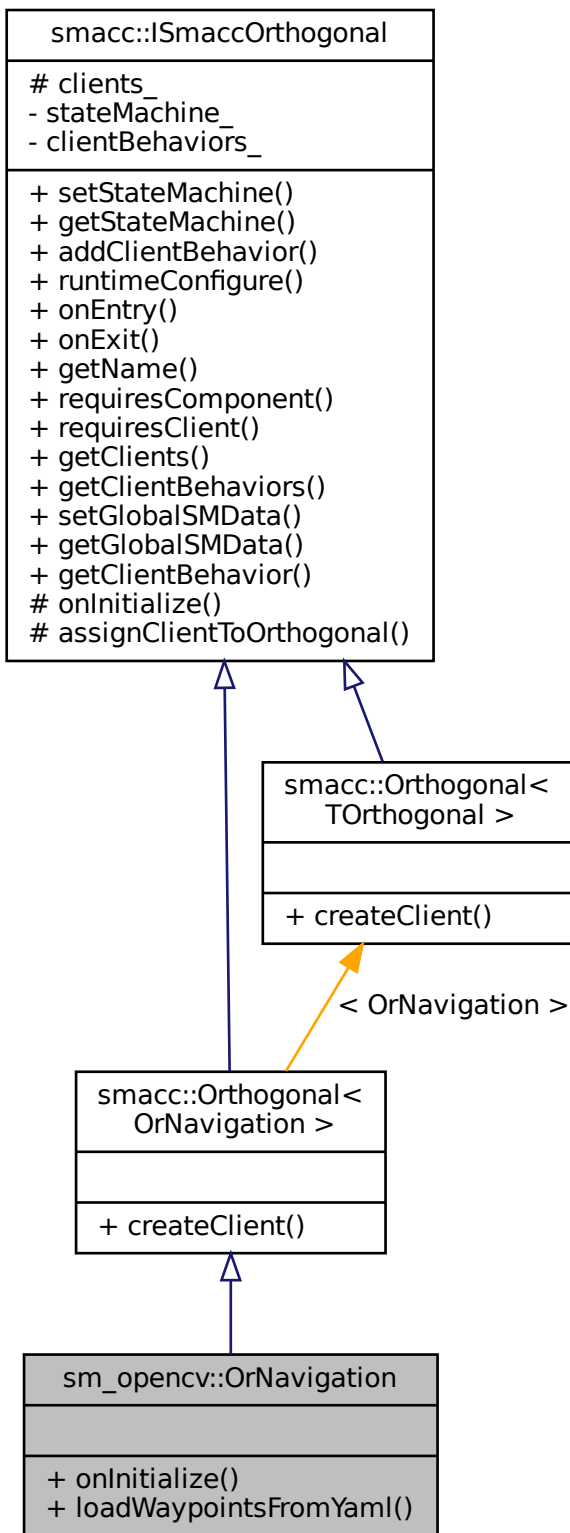 smacc::ISmaccOrthogonal
# clients_
- stateMachine_
- clientBehaviors_
+ setStateMachine()
+ getStateMachine()
+ addClientBehavior()
+ runtimeConfigure()
+ onEntry()
+ onExit()
+ getName()
+ requiresComponent()
+ requiresClient()
+ getClients()
+ getClientBehaviors()
+ setGlobalSMData()
+ getGlobalSMData()
+ getClientBehavior()
# onInitialize()
# assignClientToOrthogonal()
smacc::Orthogonal<
TOrthogonal >
+ createClient()
< OrNavigation >
smacc::Orthogonal<
OrNavigation >
+ createClient()
sm_opencv::OrNavigation
+ onInitialize()
+ loadWaypointsFromYaml()